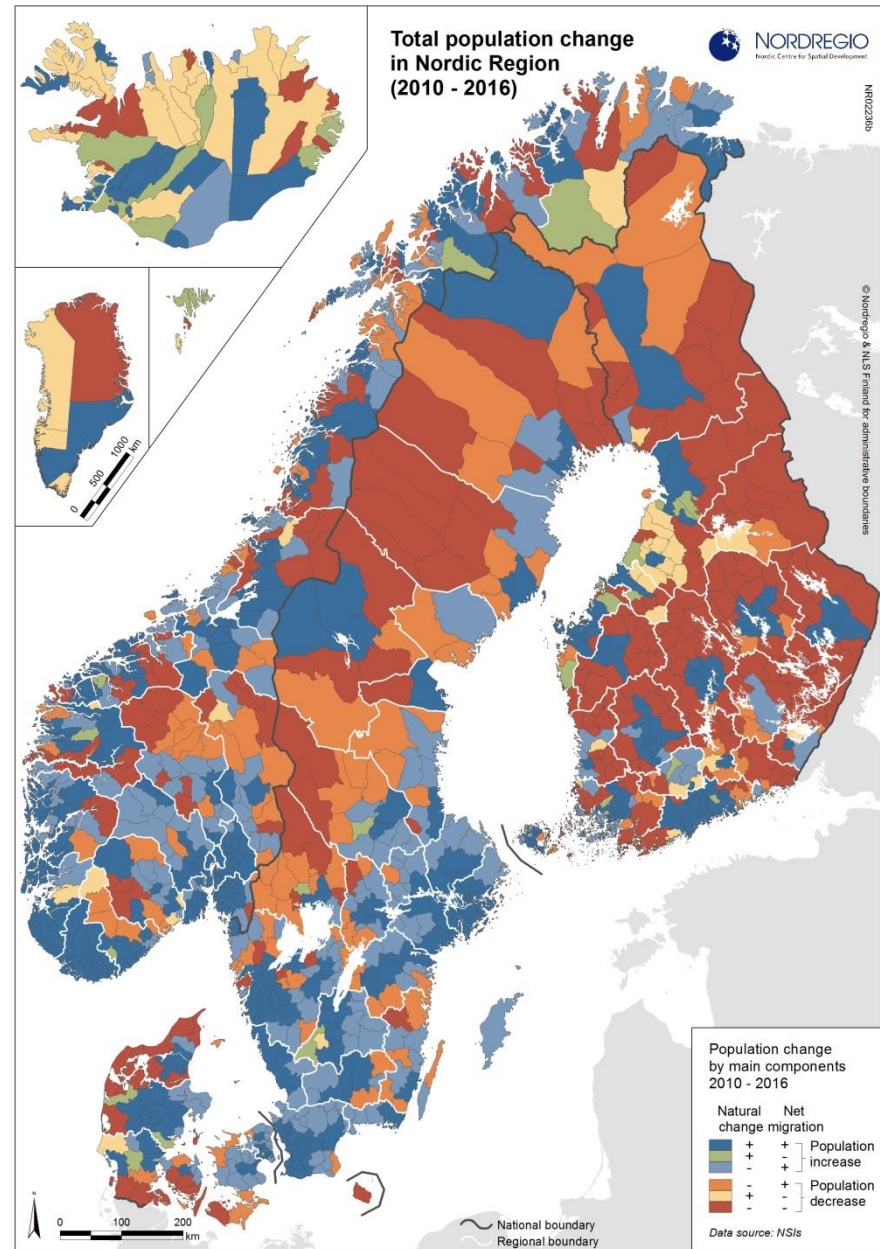 Total population change
in Nordic Region
(2010 - 2016)
NORDREGIO
Nordic Centre for Spatial Development
NR02236b
© Nordregio & NLS Finland for administrative boundaries
0 500 1000
km
Population change
by main components
2010 - 2016
Natural Net
change migration
+ + Population
+ - increase
- +
- + Population
+ - decrease
- -
Data source: NSIs
N
0 100 200
km
National boundary
Regional boundary